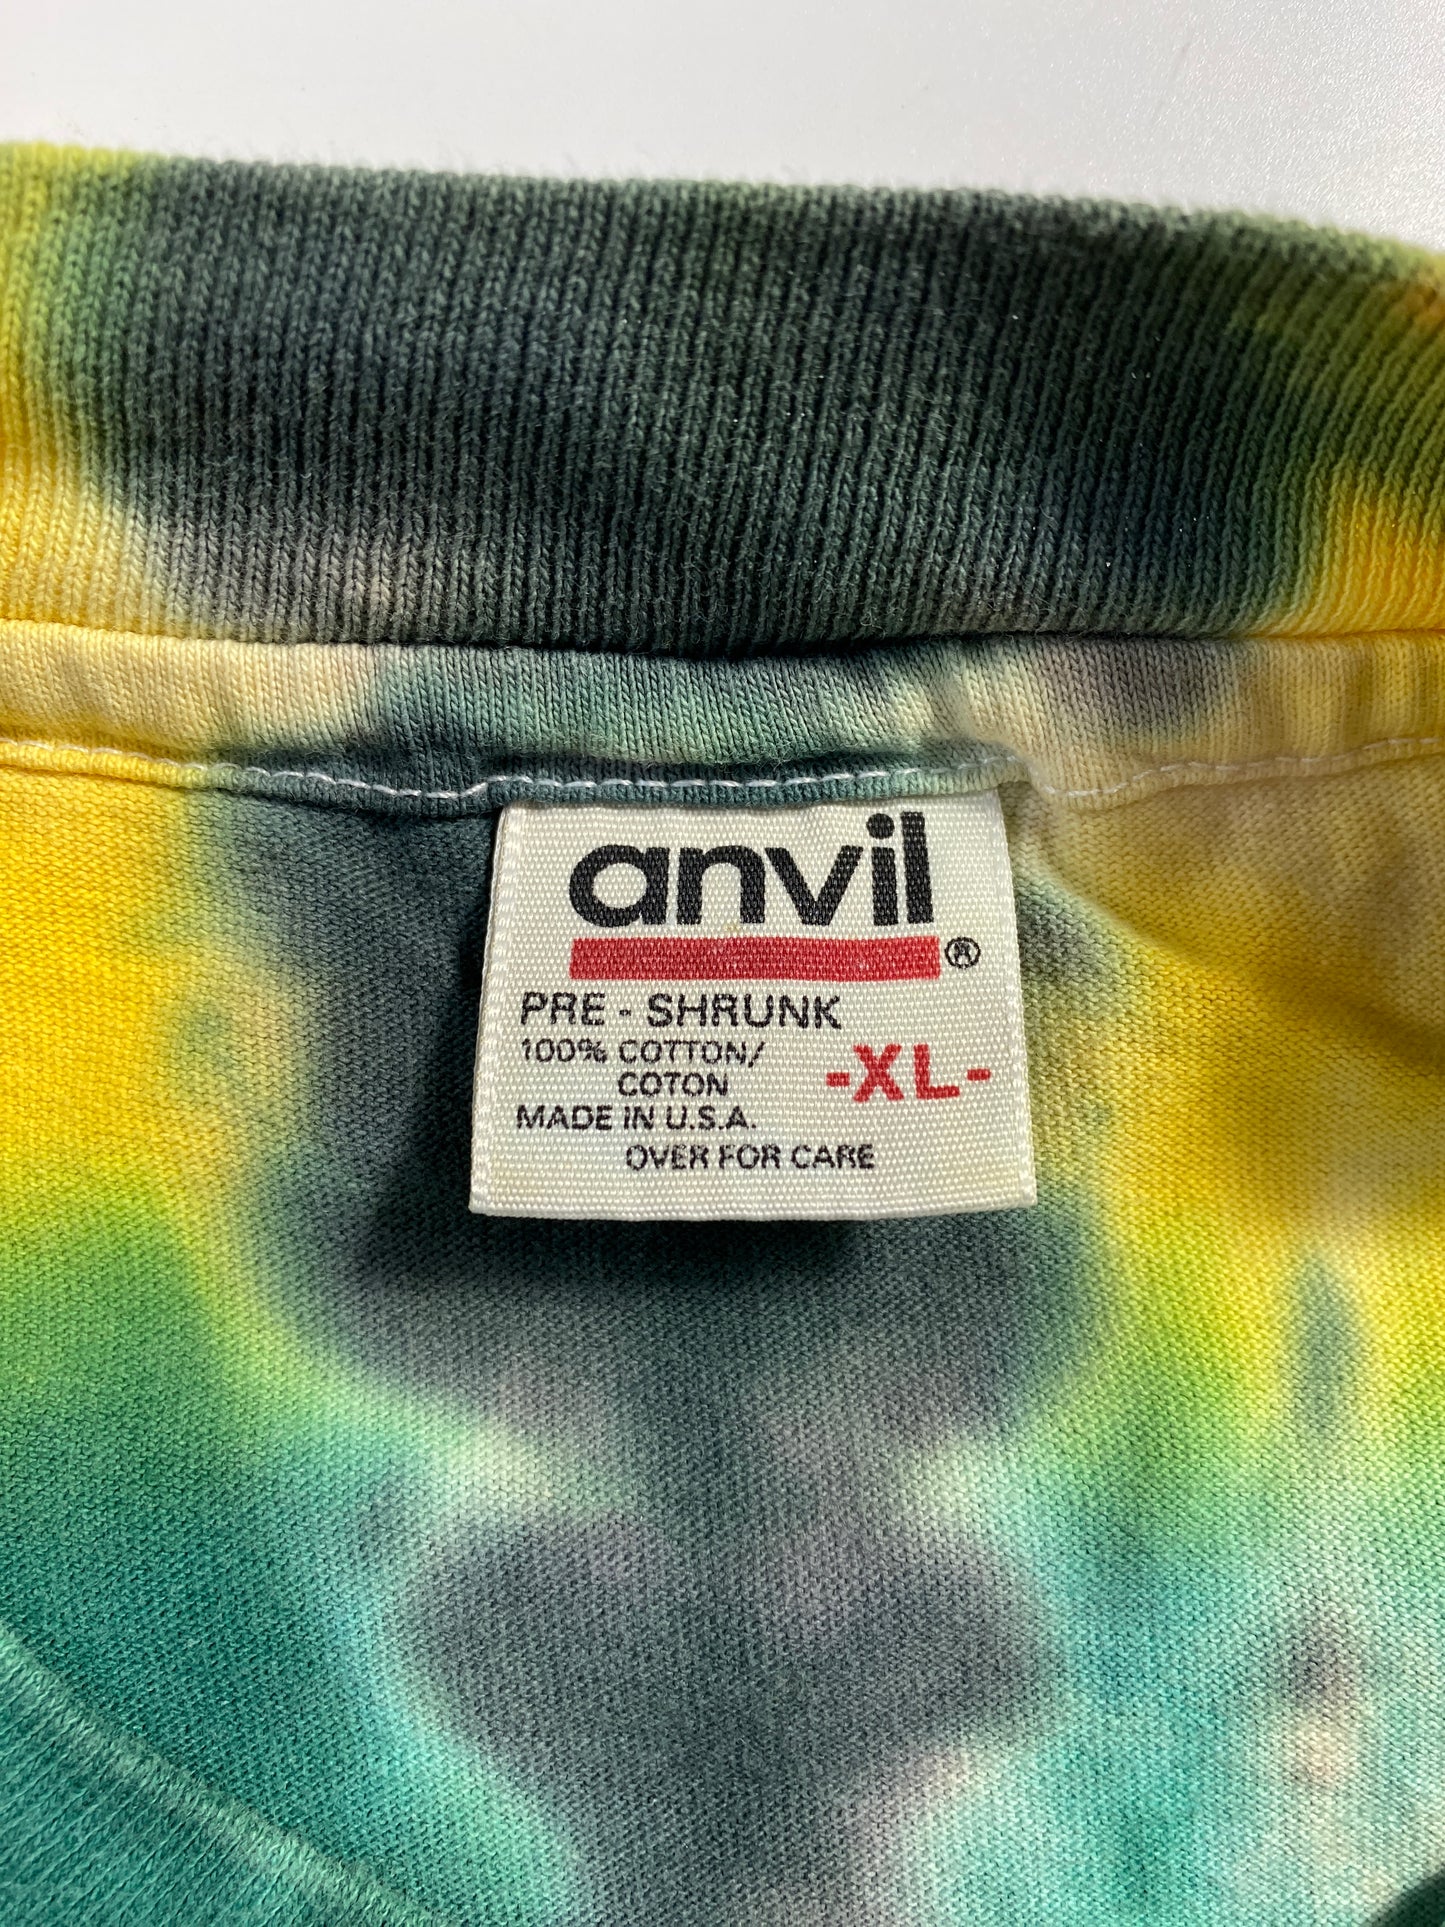 anvil®
PRE - SHRUNK
100% COTTON/
COTON
-XL-
MADE IN U.S.A.
OVER FOR CARE